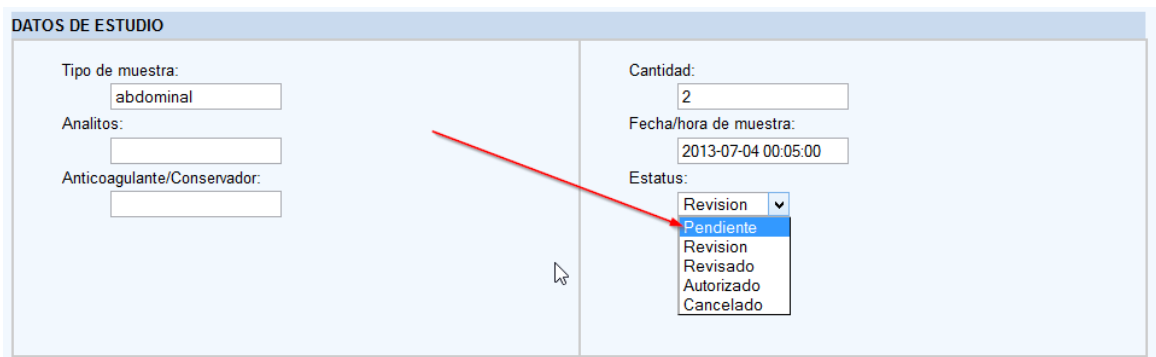 DATOS DE ESTUDIO
Tipo de muestra:
abdominal
Analitos:
Anticoagulante/Conservador:
Cantidad:
2
Fecha/hora de muestra:
2013-07-04 00:05:00
Estatus:
Revision
Pendiente
Revision
Revisado
Autorizado
Cancelado